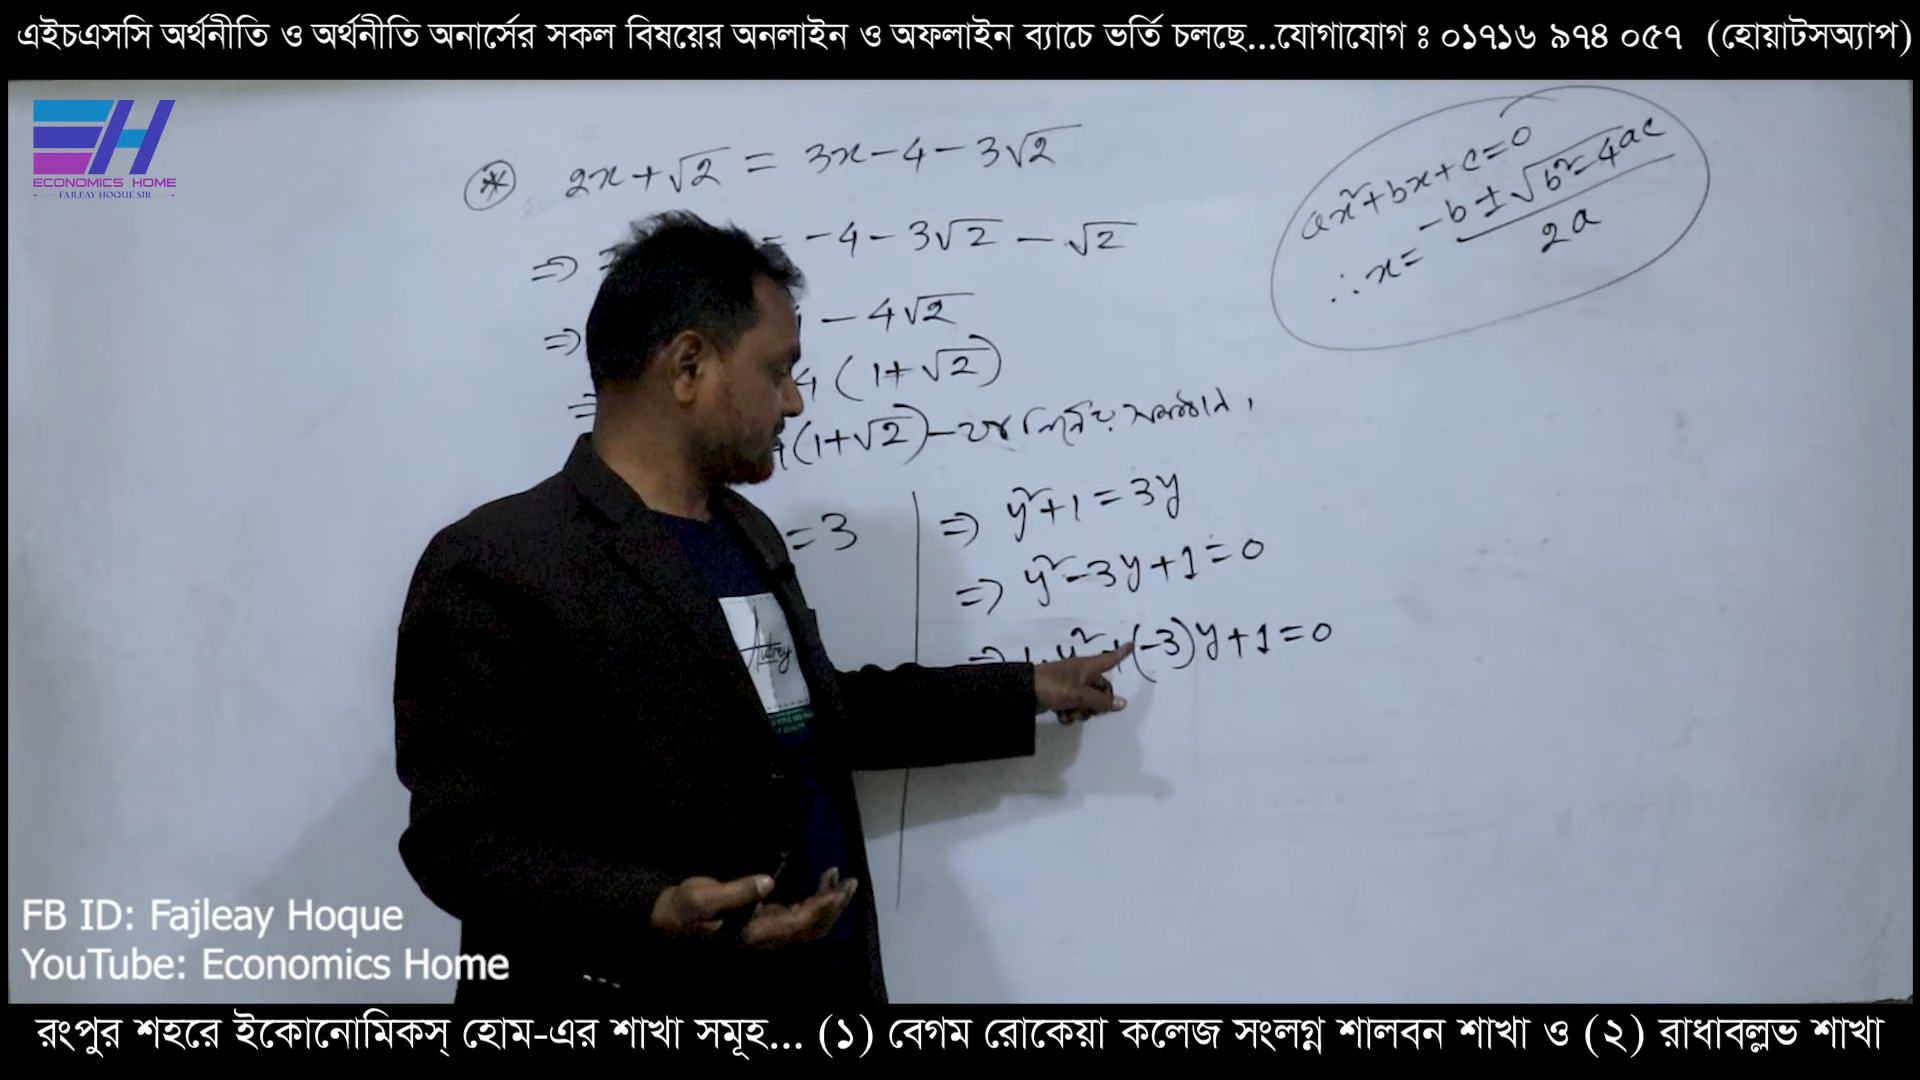 এইচএসসি অর্থনীতি ও অর্থনীতি অনার্সের সকল বিষয়ের অনলাইন ও অফলাইন ব্যাচে ভর্তি চলছে...যোগাযোগ ঃ ০১৭১৬ ৯৭৪ ০৫৭ (হোয়াটসঅ্যাপ)
EH
ECONOMICS HOME
FAJLEAY HOQUE SIR
* 2x+√2 = 3x-4-3√2
⇒ = -4-3√2-√2
⇒ -4√2
⇒ 4(1+√2)
(1+√2)-
=3
⇒ y²+1=3y
⇒ y²-3y+1=0
⇒ 1.y²+(-3)y+1=0
ax²+bx+c=0
∴x= -b±√b²-4ac / 2a
FB ID: Fajleay Hoque
YouTube: Economics Home
রংপুর শহরে ইকোনোমিকস্ হোম-এর শাখা সমূহ... (১) বেগম রোকেয়া কলেজ সংলগ্ন শালবন শাখা ও (২) রাধাবল্লভ শাখা